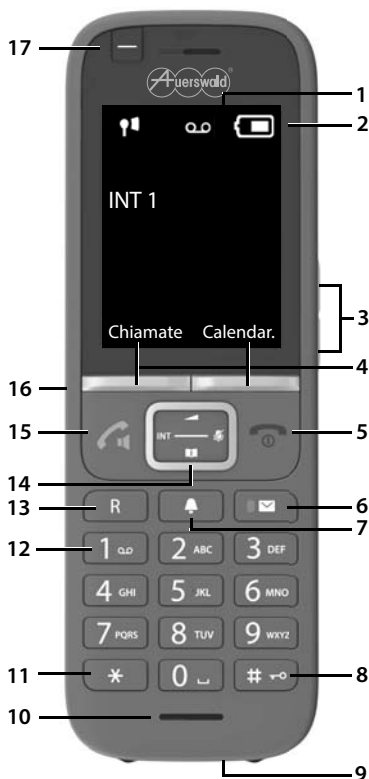 17
Auerswald®
1
2
INT 1
3
Chiamate Calendar.
4
16
15
INT
5
14
13
R
6
7
12
1
2 ABC
3 DEF
4 GHI
5 JKL
6 MNO
7 PQRS
8 TUV
9 WXYZ
11
*
0
#
8
10
9